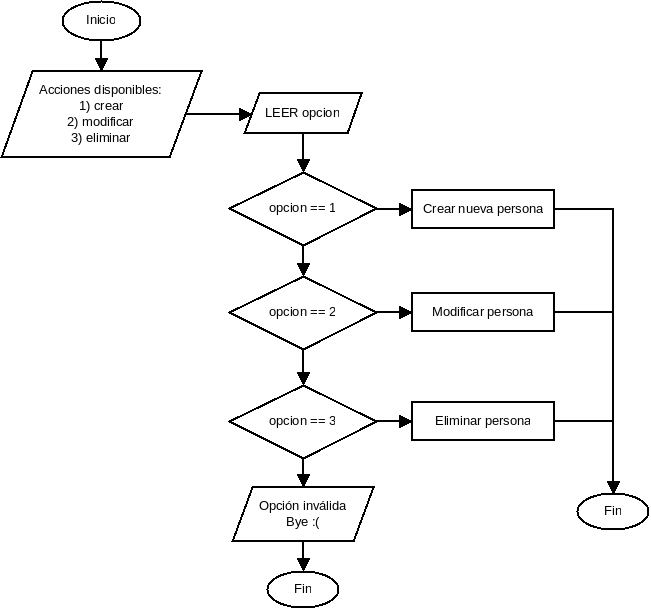 Inicio
Acciones disponibles:
1) crear
2) modificar
3) eliminar
LEER opcion
opcion == 1
Crear nueva persona
opcion == 2
Modificar persona
opcion == 3
Eliminar persona
Opción inválida
Bye :(
Fin
Fin